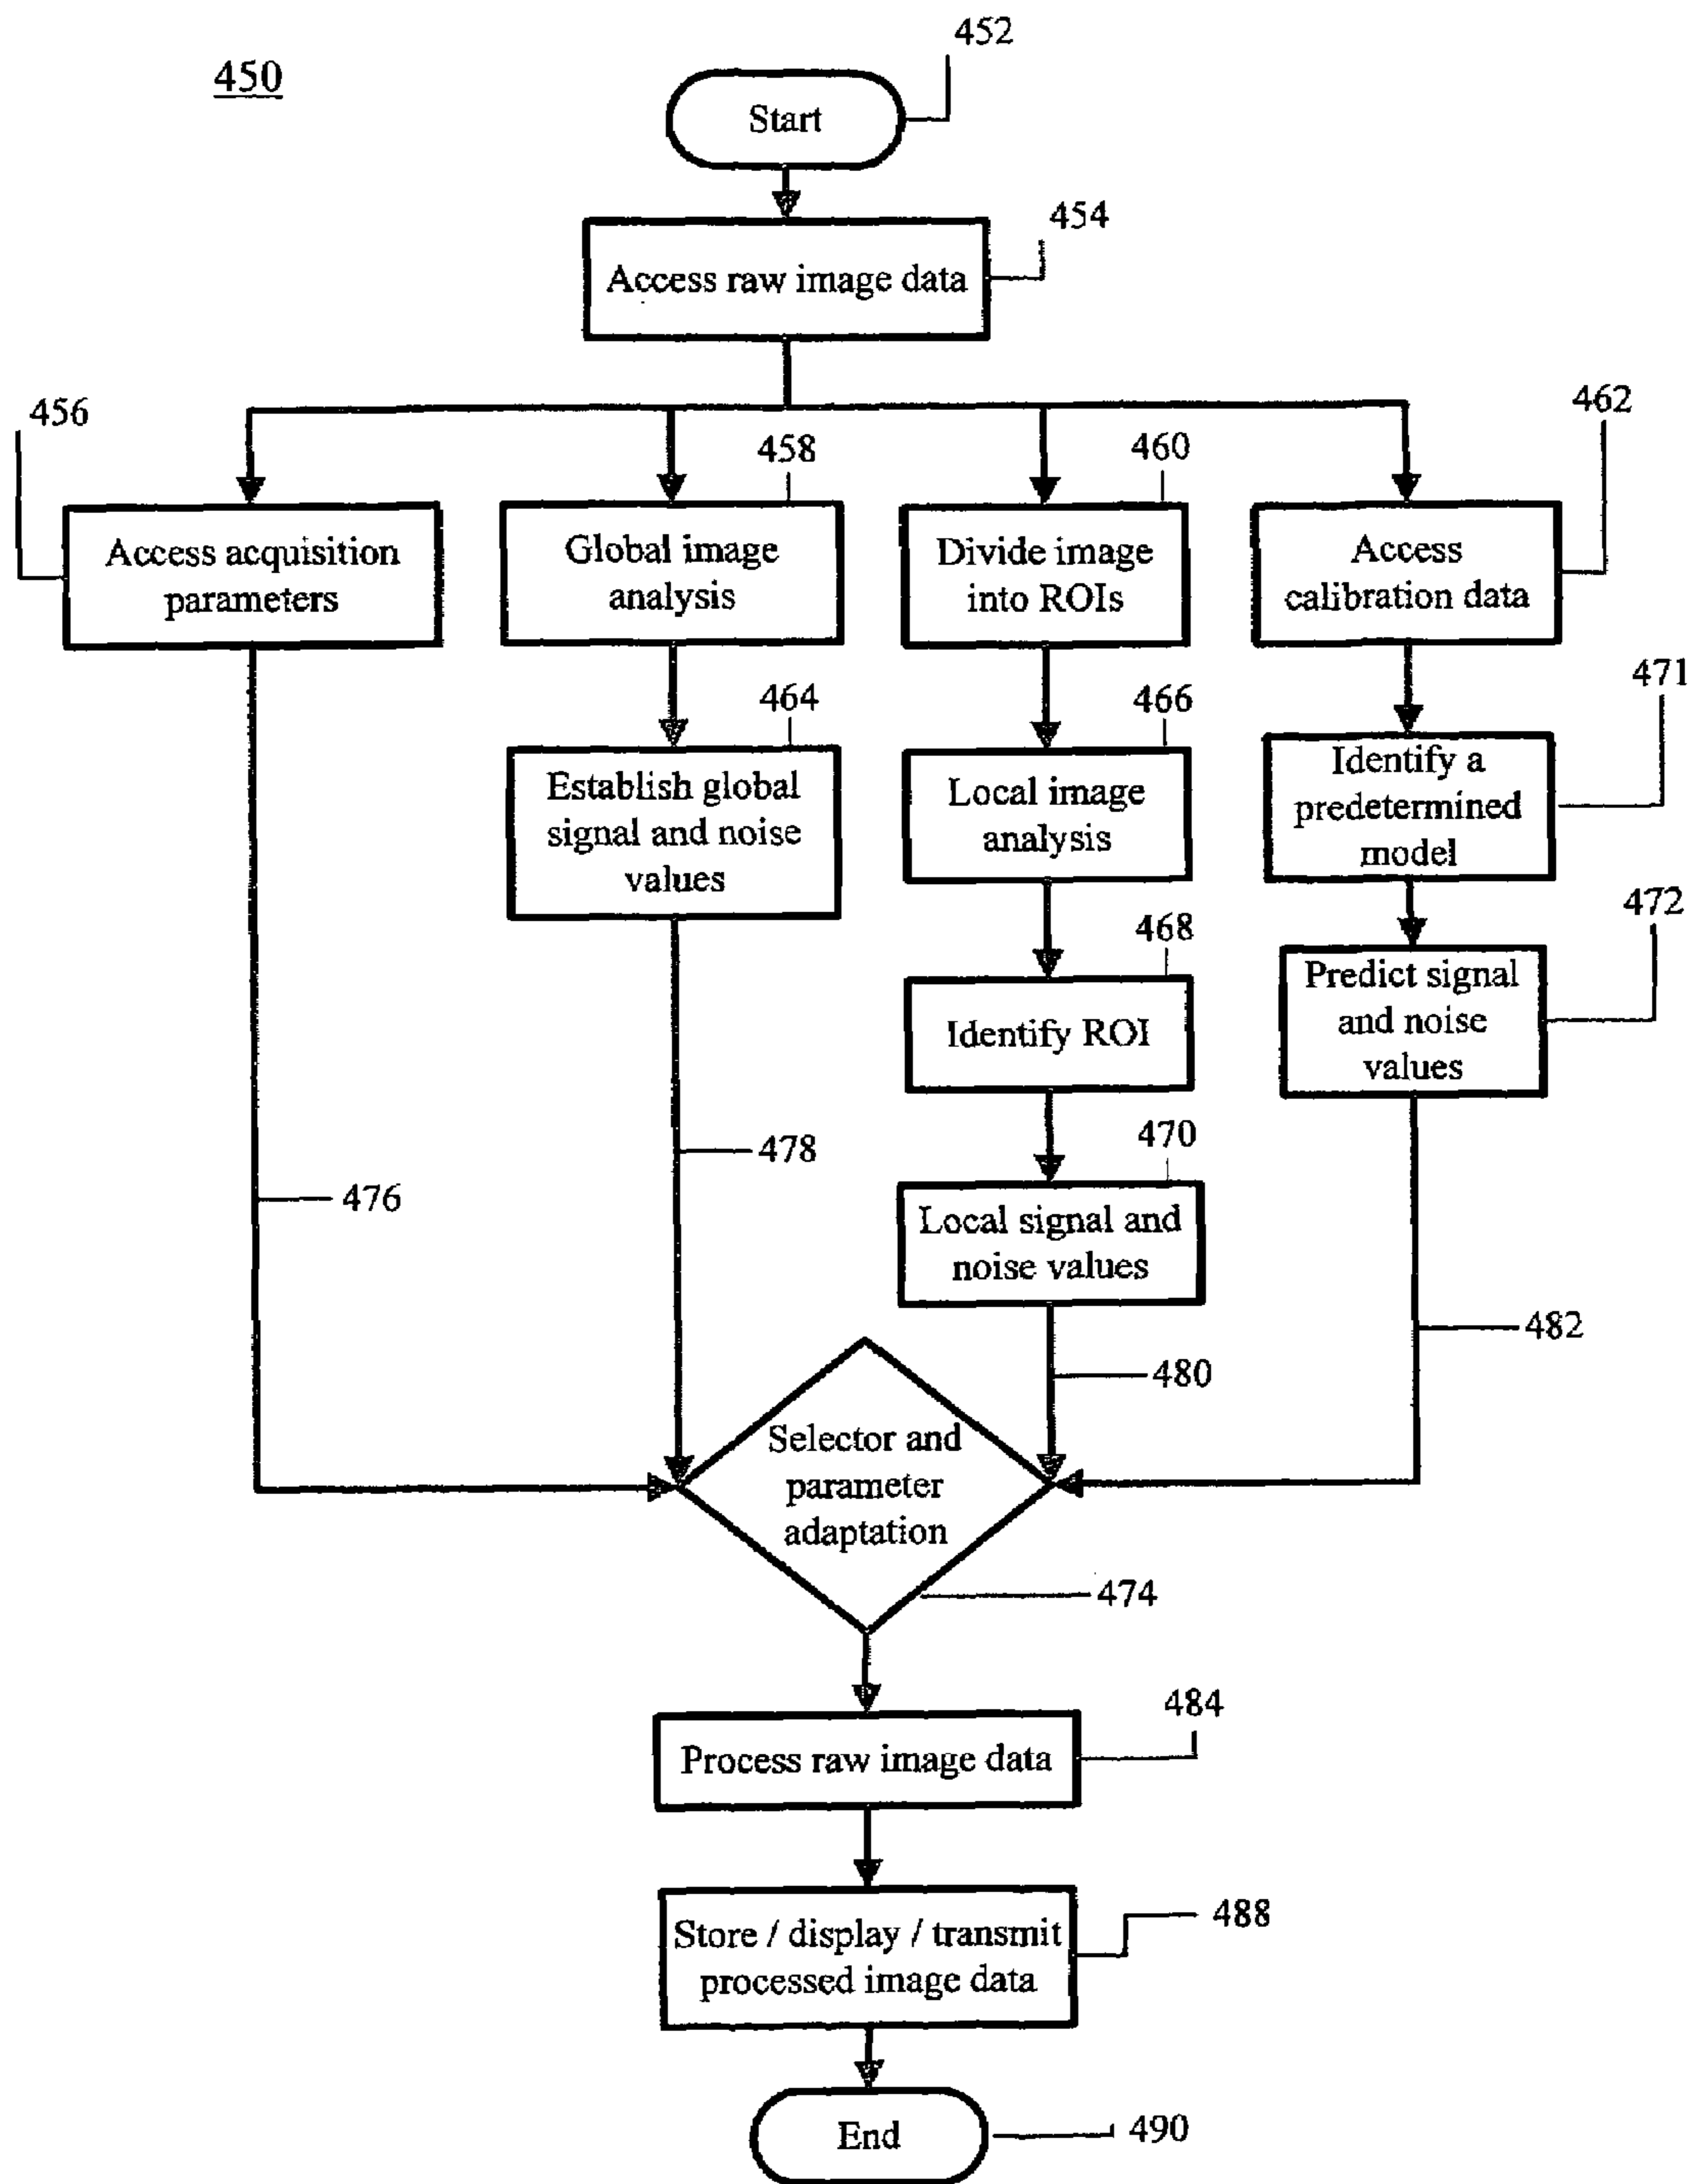 452
450
Start
454
Access raw image data
456
462
458
460
Access acquisition
parameters
Global image
analysis
Divide image
into ROIs
Access
calibration data
471
464
466
Establish global
signal and noise
values
Local image
analysis
Identify a
predetermined
model
472
468
Identify ROI
Predict signal
and noise
values
470
478
476
Local signal and
noise values
482
480
Selector and
parameter
adaptation
474
484
Process raw image data
488
Store / display / transmit
processed image data
End
490